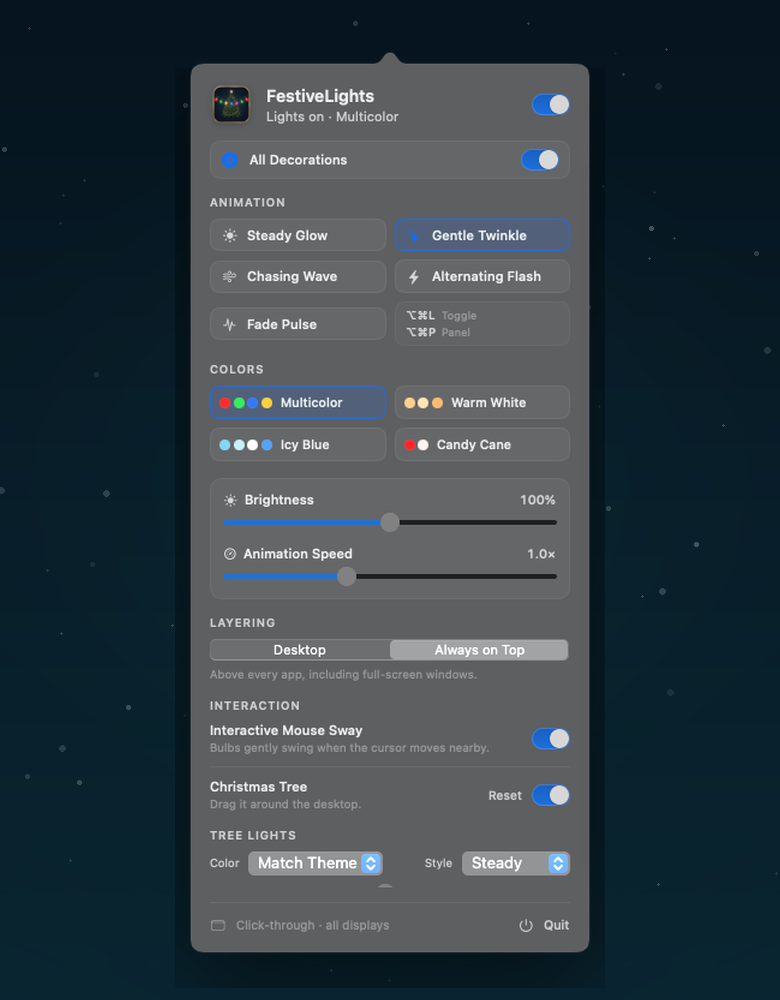 FestiveLights
Lights on · Multicolor
All Decorations
ANIMATION
Steady Glow
Gentle Twinkle
Chasing Wave
Alternating Flash
Fade Pulse
⌥⌘L Toggle
⌥⌘P Panel
COLORS
Multicolor
Warm White
Icy Blue
Candy Cane
Brightness 100%
Animation Speed 1.0×
LAYERING
Desktop Always on Top
Above every app, including full-screen windows.
INTERACTION
Interactive Mouse Sway
Bulbs gently swing when the cursor moves nearby.
Christmas Tree
Reset
Drag it around the desktop.
TREE LIGHTS
Color Match Theme Style Steady
Click-through · all displays Quit